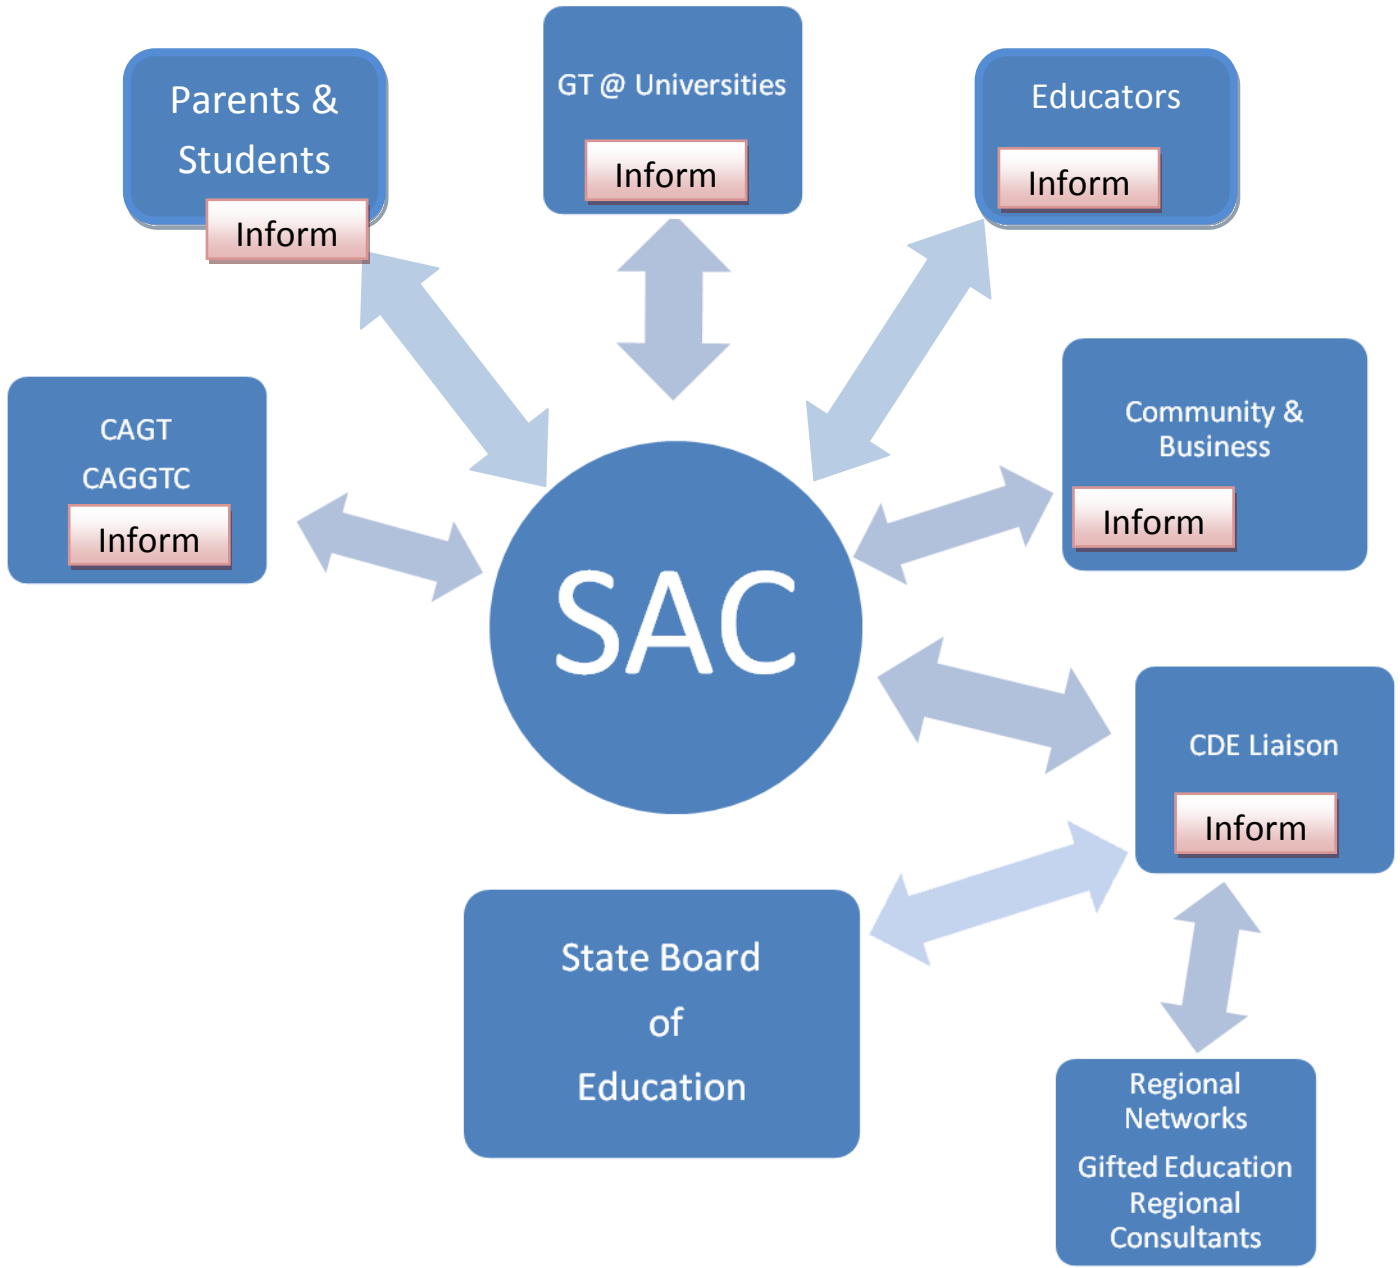 Parents &
Students
Inform
GT @ Universities
Inform
Educators
Inform
CAGT
CAGGTC
Inform
Community &
Business
Inform
SAC
CDE Liaison
Inform
State Board
of
Education
Regional
Networks
Gifted Education
Regional
Consultants